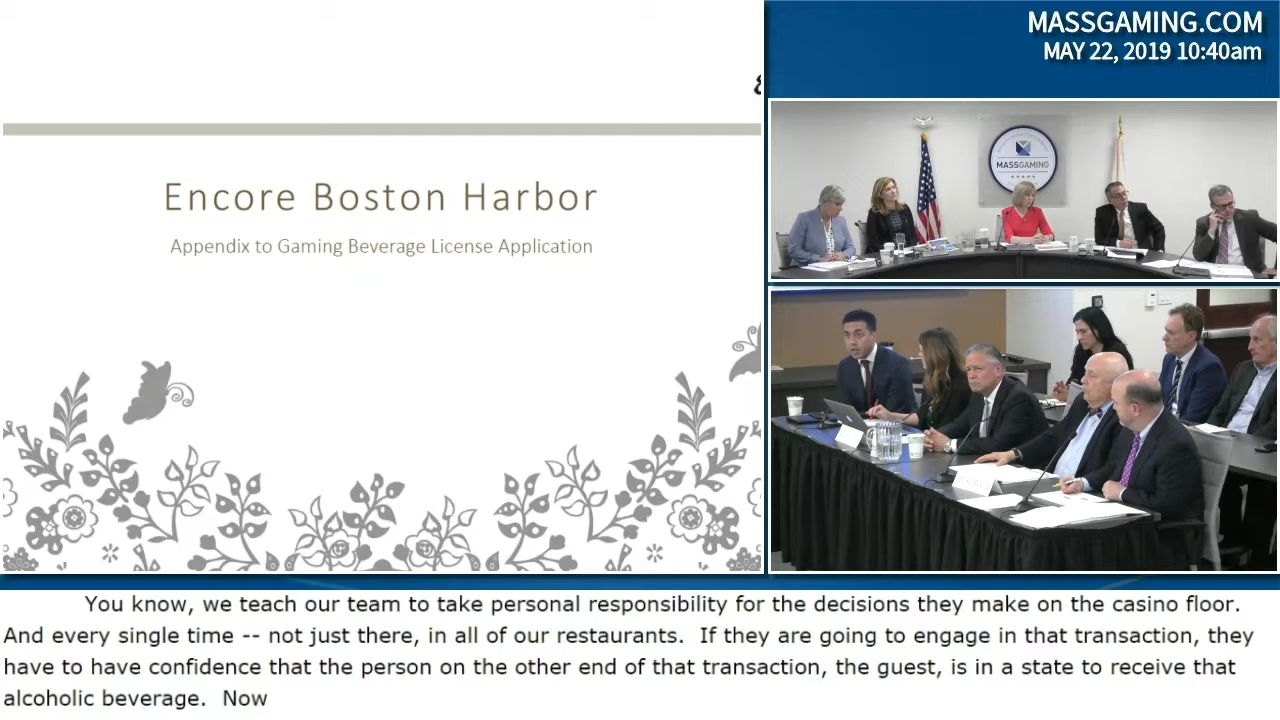 MASSGAMING.COM
MAY 22, 2019 10:40am
Encore Boston Harbor
Appendix to Gaming Beverage License Application
MASSGAMING
You know, we teach our team to take personal responsibility for the decisions they make on the casino floor.
And every single time -- not just there, in all of our restaurants.  If they are going to engage in that transaction, they
have to have confidence that the person on the other end of that transaction, the guest, is in a state to receive that
alcoholic beverage.  Now